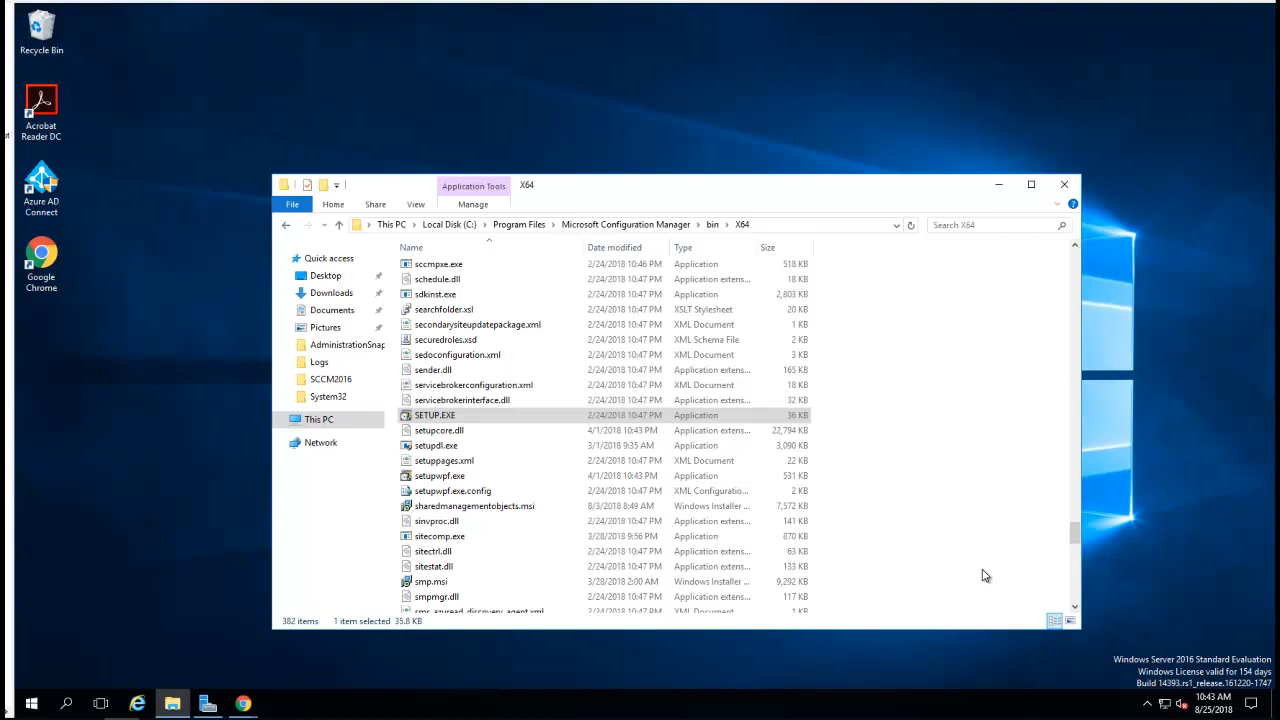 Recycle Bin
Acrobat
Reader DC
Azure AD
Connect
Google
Chrome
Application Tools
X64
File
Home
Share
View
Manage
This PC
Local Disk (C:)
Program Files
Microsoft Configuration Manager
bin
X64
Search X64
Quick access
Desktop
Downloads
Documents
Pictures
AdministrationSnap
Logs
SCCM2016
System32
This PC
Network
Name Date modified Type Size
sccmpxe.exe 2/24/2018 10:46 PM Application 518 KB
schedule.dll 2/24/2018 10:47 PM Application extens... 18 KB
sdkinst.exe 2/24/2018 10:47 PM Application 2,803 KB
searchfolder.xsl 2/24/2018 10:47 PM XSLT Stylesheet 20 KB
secondarysiteupdatepackage.xml 2/24/2018 10:47 PM XML Document 1 KB
securedroles.xsd 2/24/2018 10:47 PM XML Schema File 2 KB
sedoconfiguration.xml 2/24/2018 10:47 PM XML Document 3 KB
sender.dll 2/24/2018 10:47 PM Application extens... 165 KB
servicebrokerconfiguration.xml 2/24/2018 10:47 PM XML Document 18 KB
servicebrokerinterface.dll 2/24/2018 10:47 PM Application extens... 32 KB
SETUP.EXE 2/24/2018 10:47 PM Application 36 KB
setupcore.dll 4/1/2018 10:43 PM Application extens... 22,794 KB
setupdl.exe 3/1/2018 9:35 AM Application 3,090 KB
setuppages.xml 2/24/2018 10:47 PM XML Document 22 KB
setupwpf.exe 4/1/2018 10:43 PM Application 531 KB
setupwpf.exe.config 2/24/2018 10:47 PM XML Configuratio... 2 KB
sharedmanagementobjects.msi 8/3/2018 8:49 AM Windows Installer ... 7,572 KB
sinvproc.dll 2/24/2018 10:47 PM Application extens... 141 KB
sitecomp.exe 3/28/2018 9:56 PM Application 870 KB
sitectrl.dll 2/24/2018 10:47 PM Application extens... 63 KB
sitestat.dll 2/24/2018 10:47 PM Application extens... 133 KB
smp.msi 3/28/2018 2:00 AM Windows Installer ... 9,292 KB
smpmgr.dll 2/24/2018 10:47 PM Application extens... 117 KB
sms_azuread_discovery_agent.xml 2/24/2018 10:47 PM XML Document 1 KB
382 items 1 item selected 35.8 KB
Windows Server 2016 Standard Evaluation
Windows License valid for 154 days
Build 14393.rs1_release.161220-1747
10:43 AM
8/25/2018